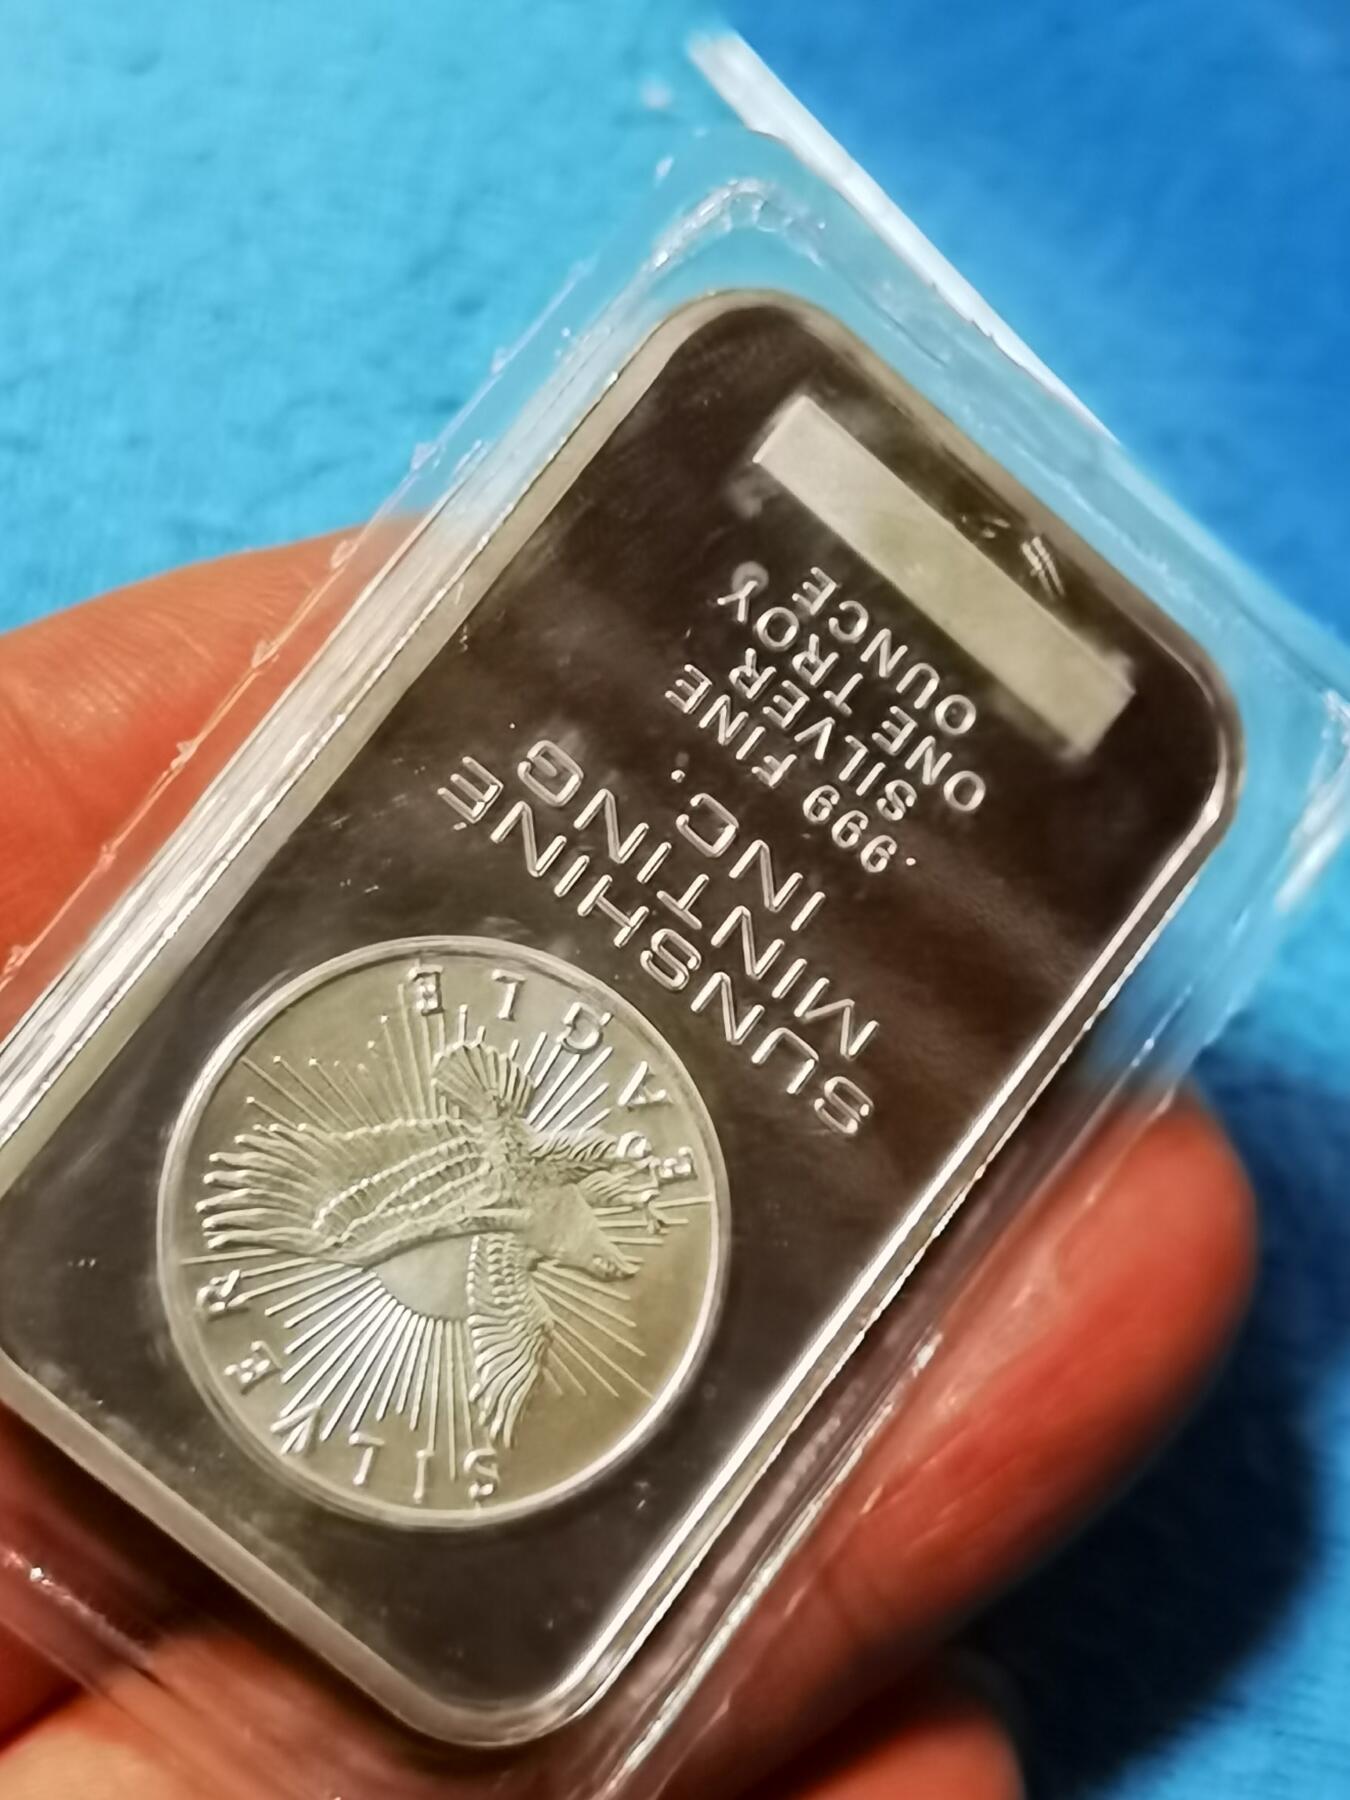 SILVER EAGLE
SUNSHINE
MINTING
INC.
.999 FINE
SILVER
ONE TROY
OUNCE